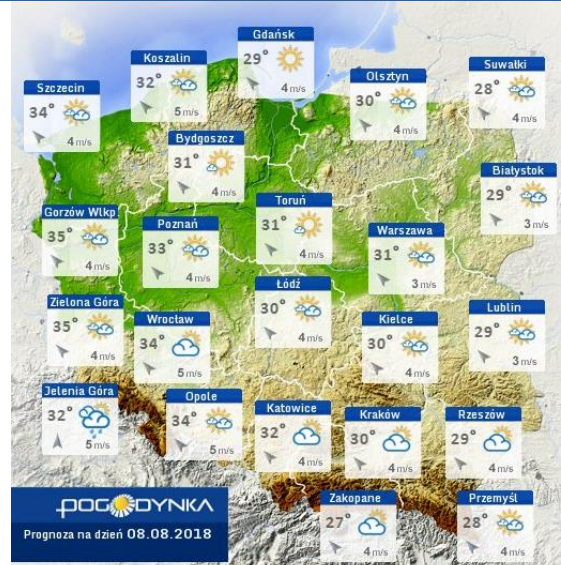 Gdańsk
29°
4 m/s
Koszalin
32°
5 m/s
Suwałki
28°
4 m/s
Olsztyn
30°
4 m/s
Szczecin
34°
4 m/s
Bydgoszcz
31°
4 m/s
Białystok
29°
3 m/s
Toruń
31°
4 m/s
Gorzów Wlkp
35°
4 m/s
Poznań
33°
4 m/s
Warszawa
31°
3 m/s
Łódź
30°
4 m/s
Zielona Góra
35°
4 m/s
Wrocław
34°
5 m/s
Kielce
30°
4 m/s
Lublin
29°
3 m/s
Jelenia Góra
32°
5 m/s
Opole
34°
5 m/s
Katowice
32°
4 m/s
Kraków
30°
4 m/s
Rzeszów
29°
4 m/s
Zakopane
27°
4 m/s
Przemyśl
28°
4 m/s
POGODYNKA
Prognoza na dzień 08.08.2018